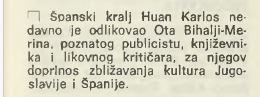 □ Španski kralj Huan Karlos ne-
davno je odlikovao Ota Bihalji-Me-
rina, poznatog publicistu, književni-
ka i likovnog kritičara, za njegov
doprinos zbližavanja kultura Jugo-
slavije i Španije.